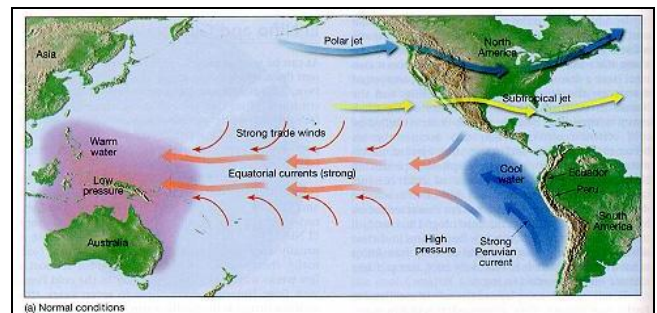 Polar jet
North
America
Asia
Subtropical jet
Strong trade winds
Warm
water
Equatorial currents (strong)
Cool
water
Ecuador
Low
pressure
Peru
South
America
Australia
High
pressure
Strong
Peruvian
current
(a) Normal conditions